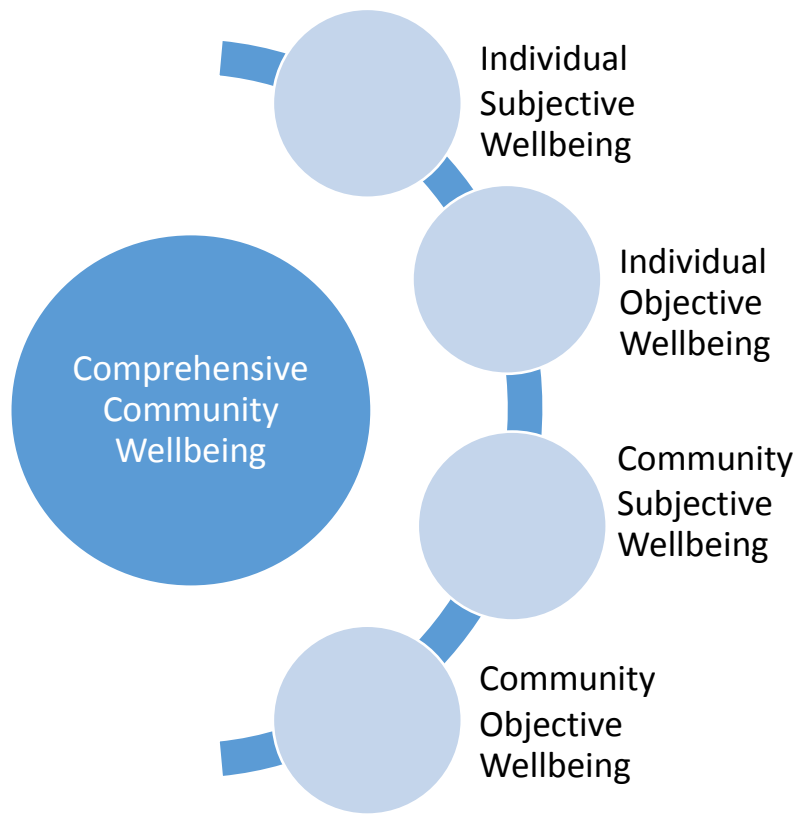 Individual
Subjective
Wellbeing
Individual
Objective
Wellbeing
Comprehensive
Community
Wellbeing
Community
Subjective
Wellbeing
Community
Objective
Wellbeing